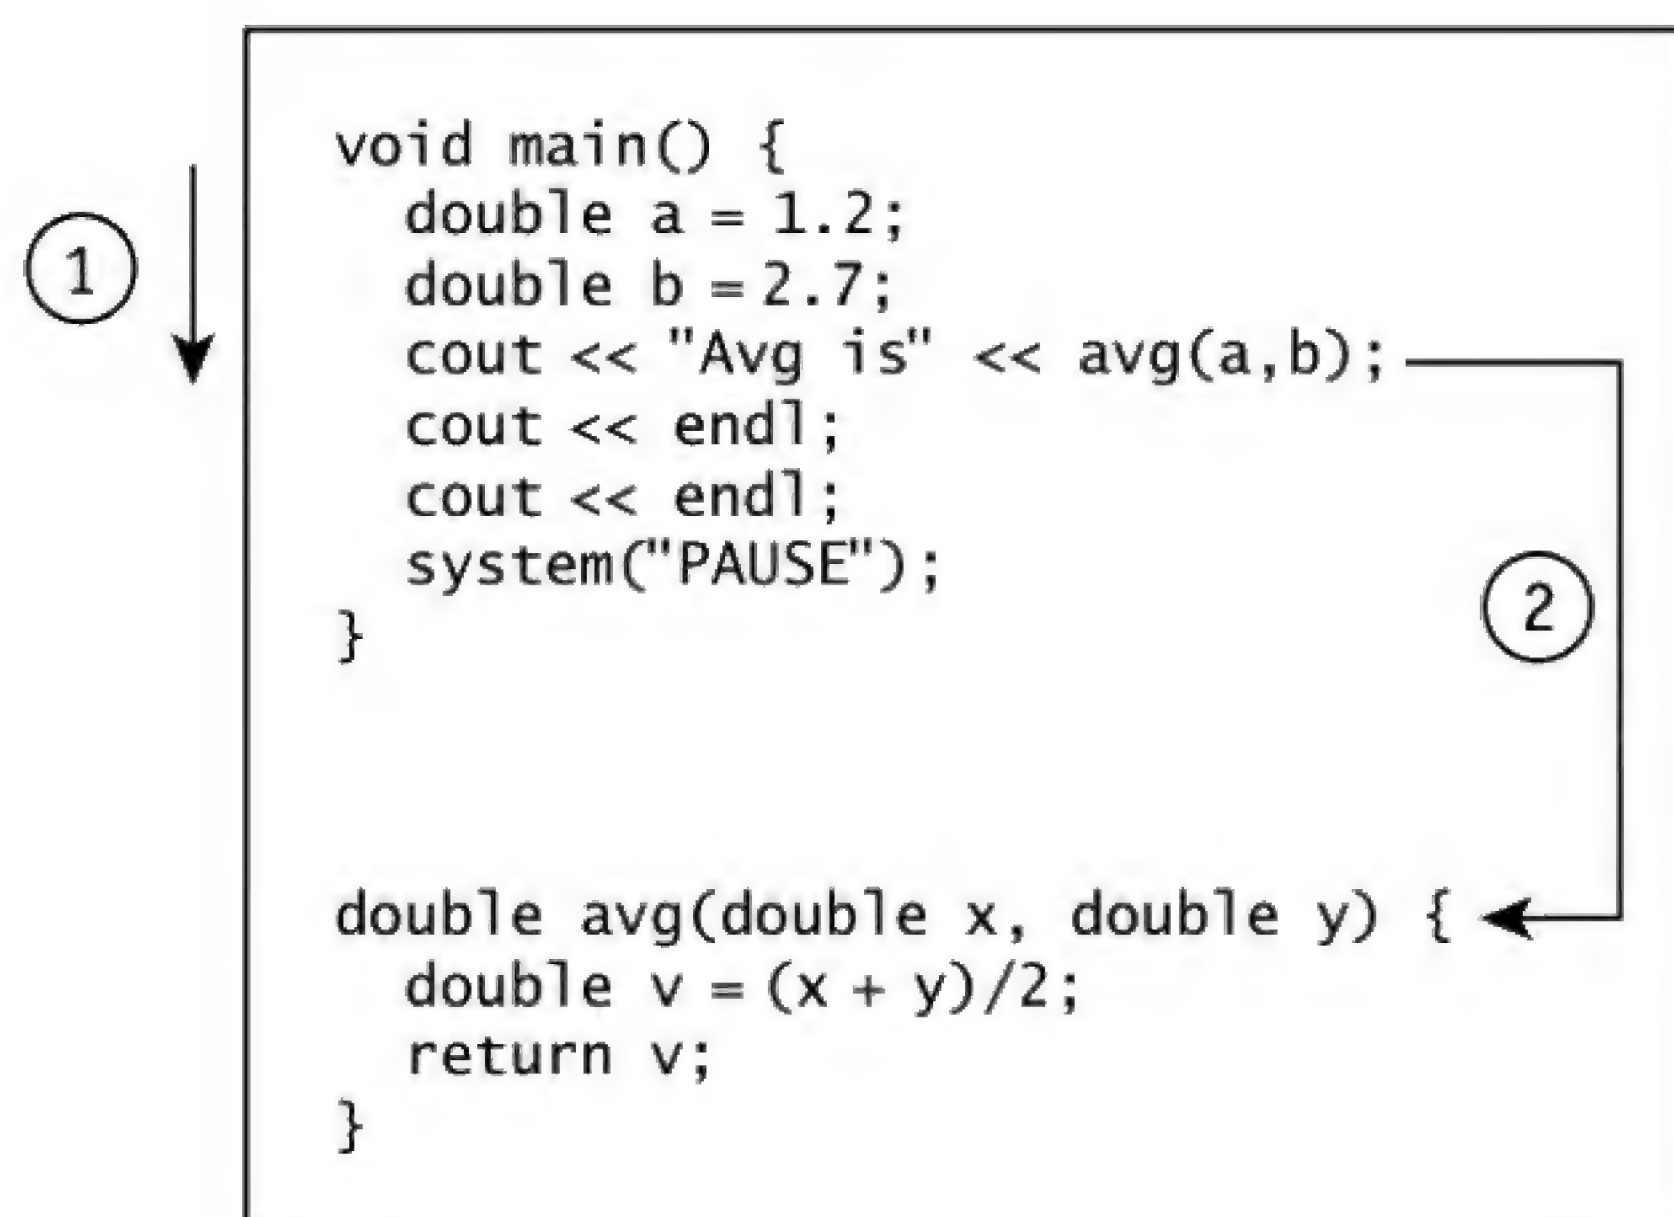 void main() {
double a = 1.2;
1
double b = 2.7;
cout << "Avg is" << avg(a,b);
cout << endl;
cout << endl;
system("PAUSE");
}
2
double avg(double x, double y) {
double v = (x + y)/2;
return v;
}